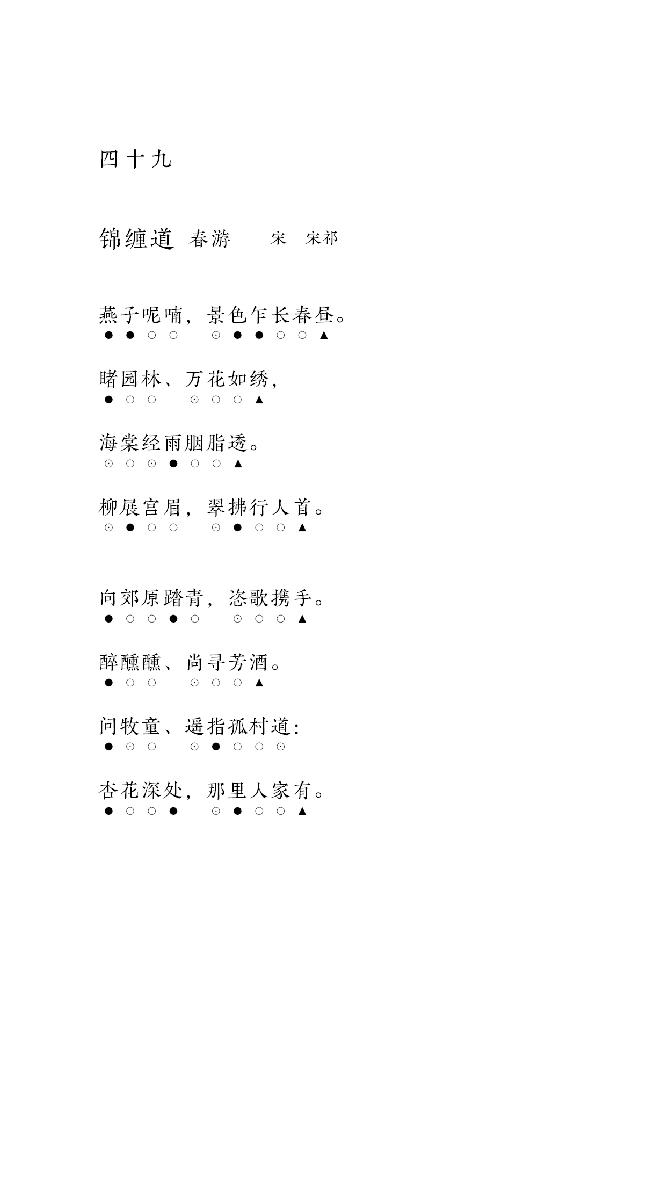 四十九
锦缠道 春游 宋 宋祁
燕子呢喃，景色乍长春昼。
●●○○ ⊙●●○○▲
睹园林、万花如绣，
●○○ ⊙○○▲
海棠经雨胭脂透。
⊙○⊙●○○▲
柳展宫眉，翠拂行人首。
⊙●○○ ⊙●○○▲
向郊原踏青，恣歌携手。
●○○●○ ⊙○○▲
醉醺醺、尚寻芳酒。
●○○ ⊙○○▲
问牧童、遥指孤村道：
●⊙○ ⊙●○○⊙
杏花深处，那里人家有。
●○○● ⊙●○○▲